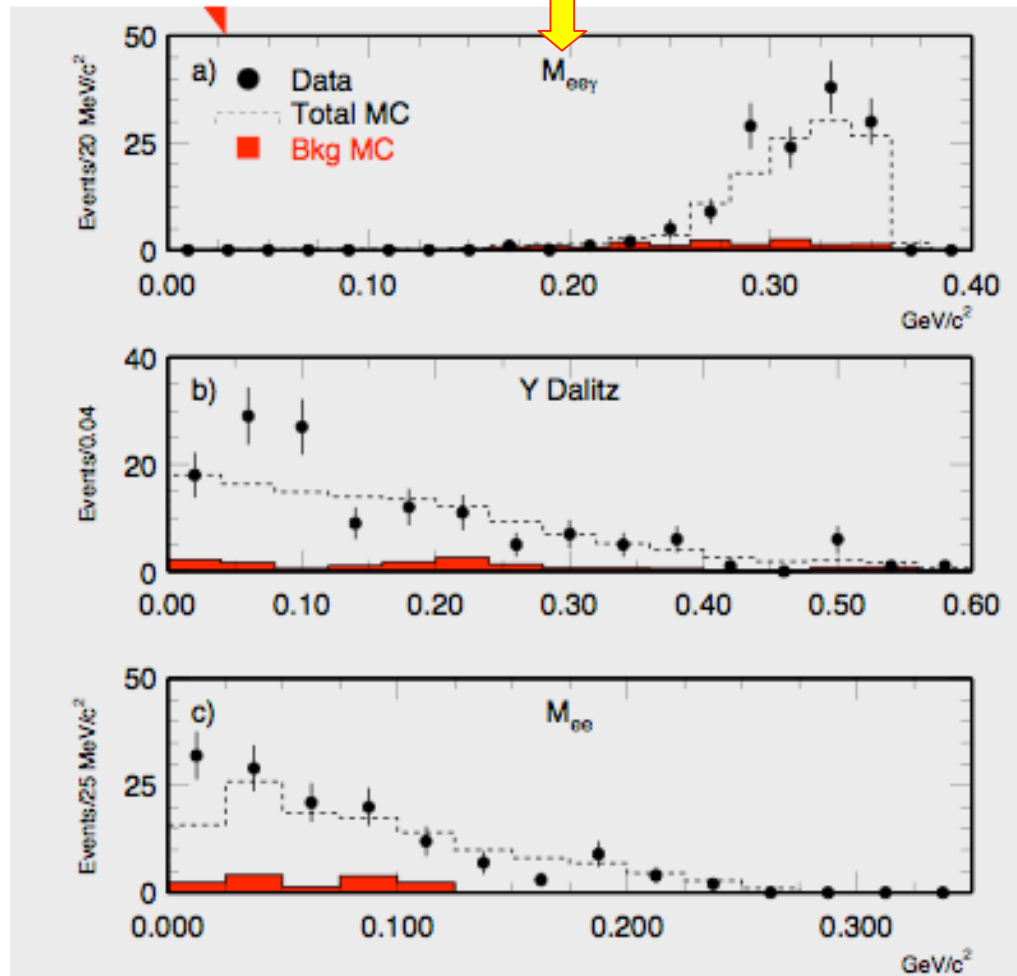 50
a)
M_eeγ
Data
Total MC
Bkg MC
25
0
Events/20 MeV/c²
0.00 0.10 0.20 0.30 0.40
GeV/c²
40
b)
Y Dalitz
20
0
Events/0.04
0.00 0.10 0.20 0.30 0.40 0.50 0.60
50
c)
M_ee
25
0
Events/25 MeV/c²
0.000 0.100 0.200 0.300
GeV/c²